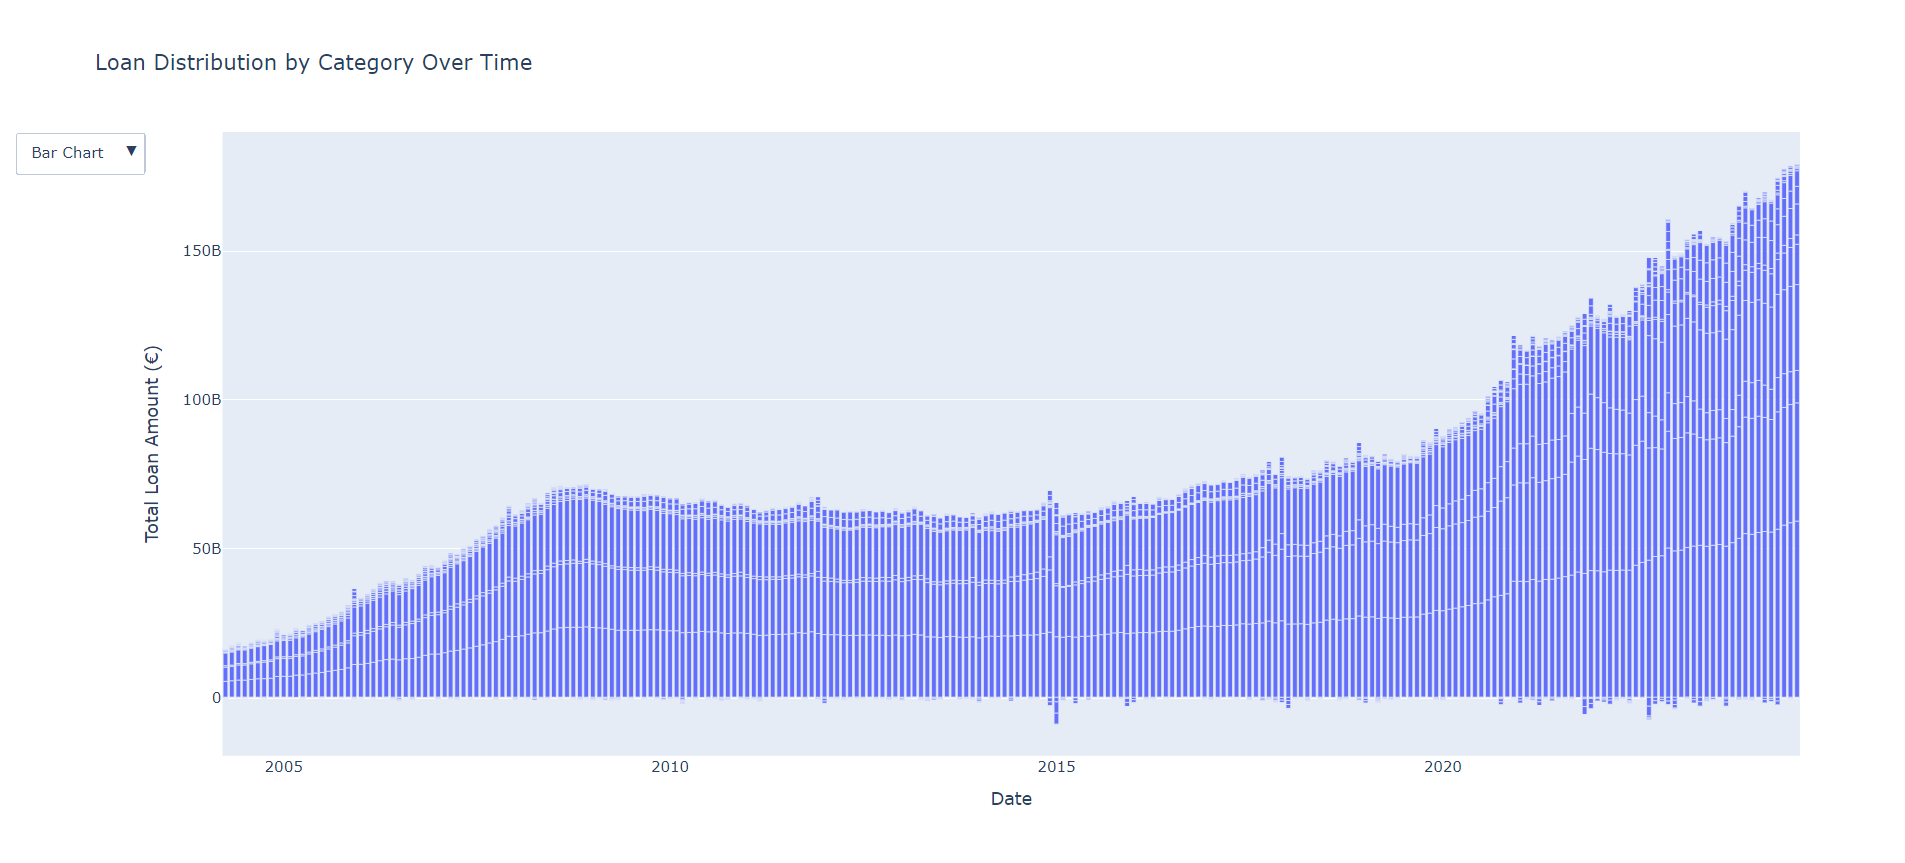 Loan Distribution by Category Over Time
Bar Chart ▼
150B
100B
50B
0
Total Loan Amount (€)
2005 2010 2015 2020
Date